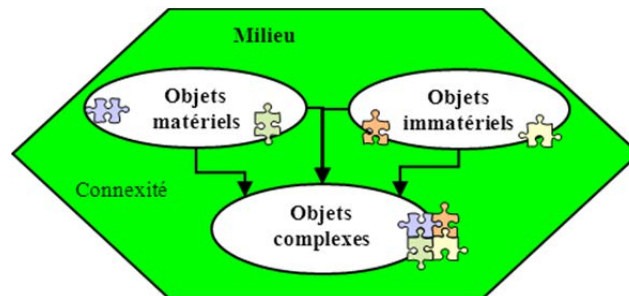 Milieu
Objets
matériels
Objets
immatériels
Connexité
Objets
complexes